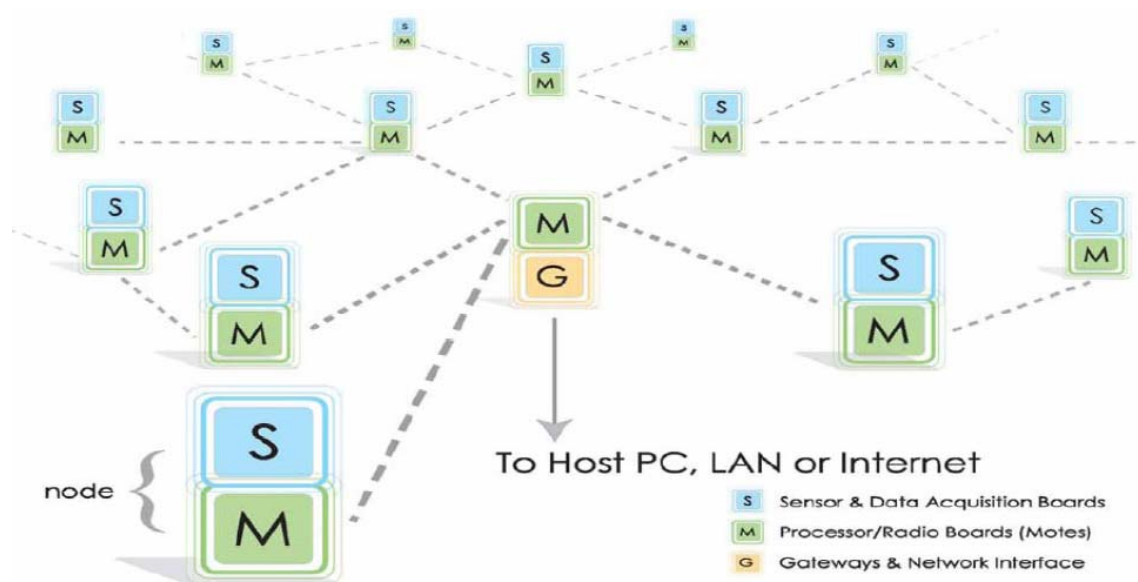 S
M
S
M
S
M
S
M
S
M
S
M
S
M
S
M
S
M
S
M
M
G
S
M
S
M
S
M
S
M
node
To Host PC, LAN or Internet
S Sensor & Data Acquisition Boards
M Processor/Radio Boards (Motes)
G Gateways & Network Interface